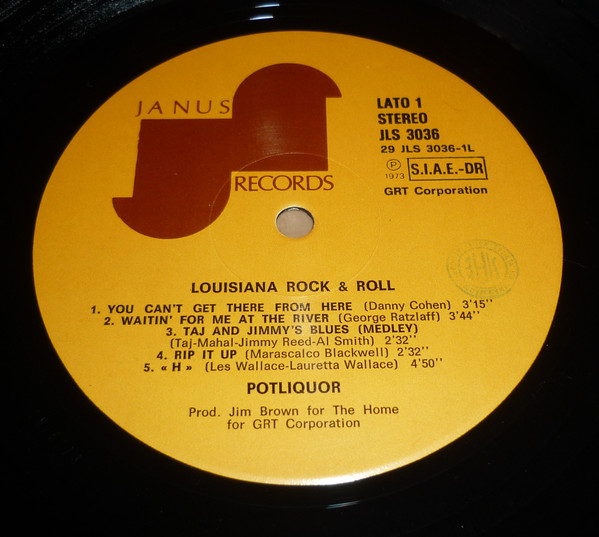 JANUS
RECORDS
LATO 1
STEREO
JLS 3036
29 JLS 3036-1L
Ⓟ 1973 S.I.A.E.-DR
GRT Corporation
LOUISIANA ROCK & ROLL
1. YOU CAN'T GET THERE FROM HERE (Danny Cohen) 3'15''
2. WAITIN' FOR ME AT THE RIVER (George Ratzlaff) 3'44''
3. TAJ AND JIMMY'S BLUES (MEDLEY)
(Taj-Mahal-Jimmy Reed-Al Smith) 2'32''
4. RIP IT UP (Marascalco Blackwell) 2'32''
5. « H » (Les Wallace-Lauretta Wallace) 4'50''
POTLIQUOR
Prod. Jim Brown for The Home
for GRT Corporation